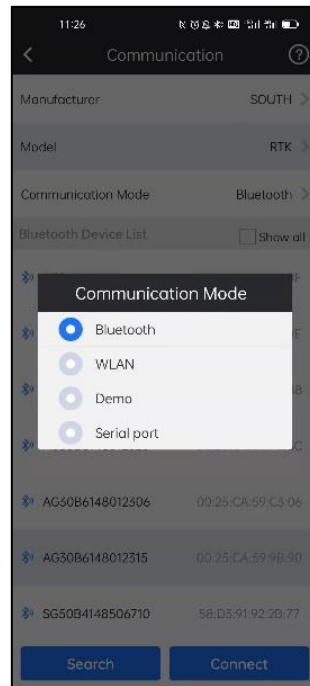 11:26
Communication
Manufacturer SOUTH
Model RTK
Communication Mode Bluetooth
Bluetooth Device List Show all
Communication Mode
Bluetooth
WLAN
Demo
Serial port
AG30B6148012306 00:25:CA:59:C3:06
AG30B6148012315 00:25:CA:59:9B:90
SG50B4148506710 58:D3:91:92:2B:77
Search Connect